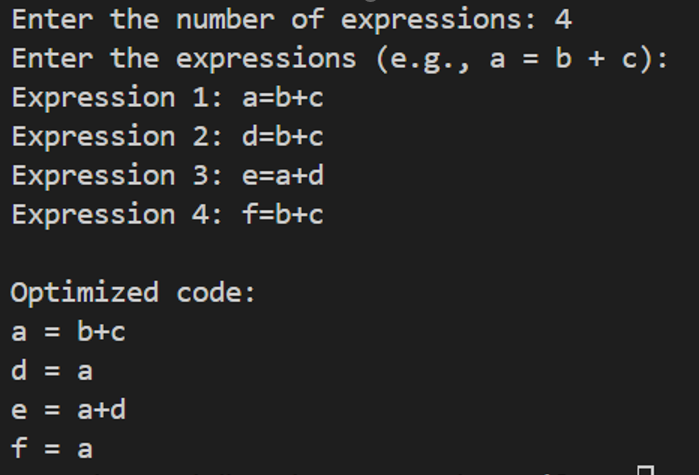 Enter the number of expressions: 4
Enter the expressions (e.g., a = b + c):
Expression 1: a=b+c
Expression 2: d=b+c
Expression 3: e=a+d
Expression 4: f=b+c
Optimized code:
a = b+c
d = a
e = a+d
f = a